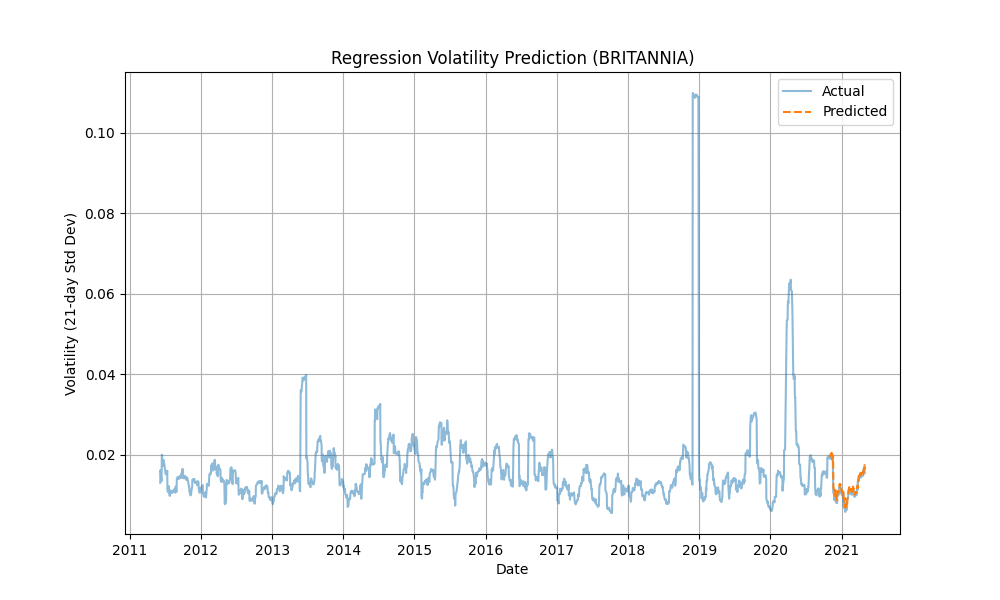 Regression Volatility Prediction (BRITANNIA)
Actual
Predicted
0.10
0.08
0.06
0.04
0.02
Volatility (21-day Std Dev)
2011 2012 2013 2014 2015 2016 2017 2018 2019 2020 2021
Date